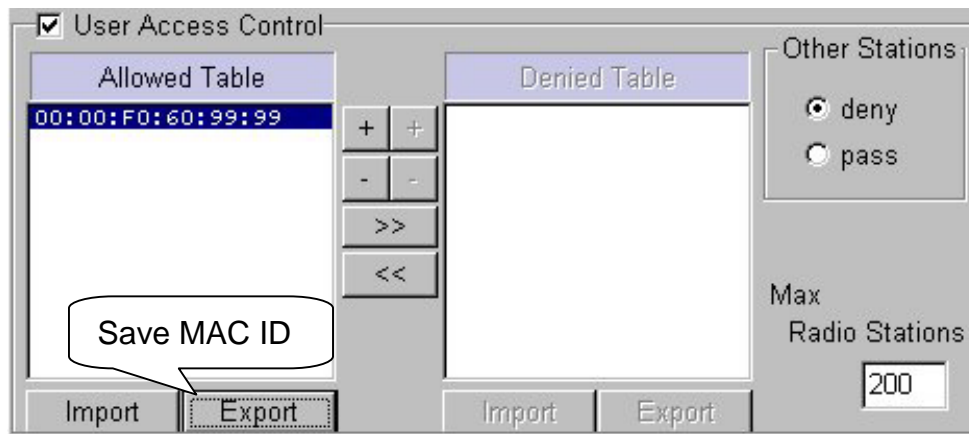 User Access Control
Allowed Table
00:00:F0:60:99:99
+ +
- -
>>
<<
Save MAC ID
Import Export
Denied Table
Import Export
Other Stations
deny
pass
Max
Radio Stations
200